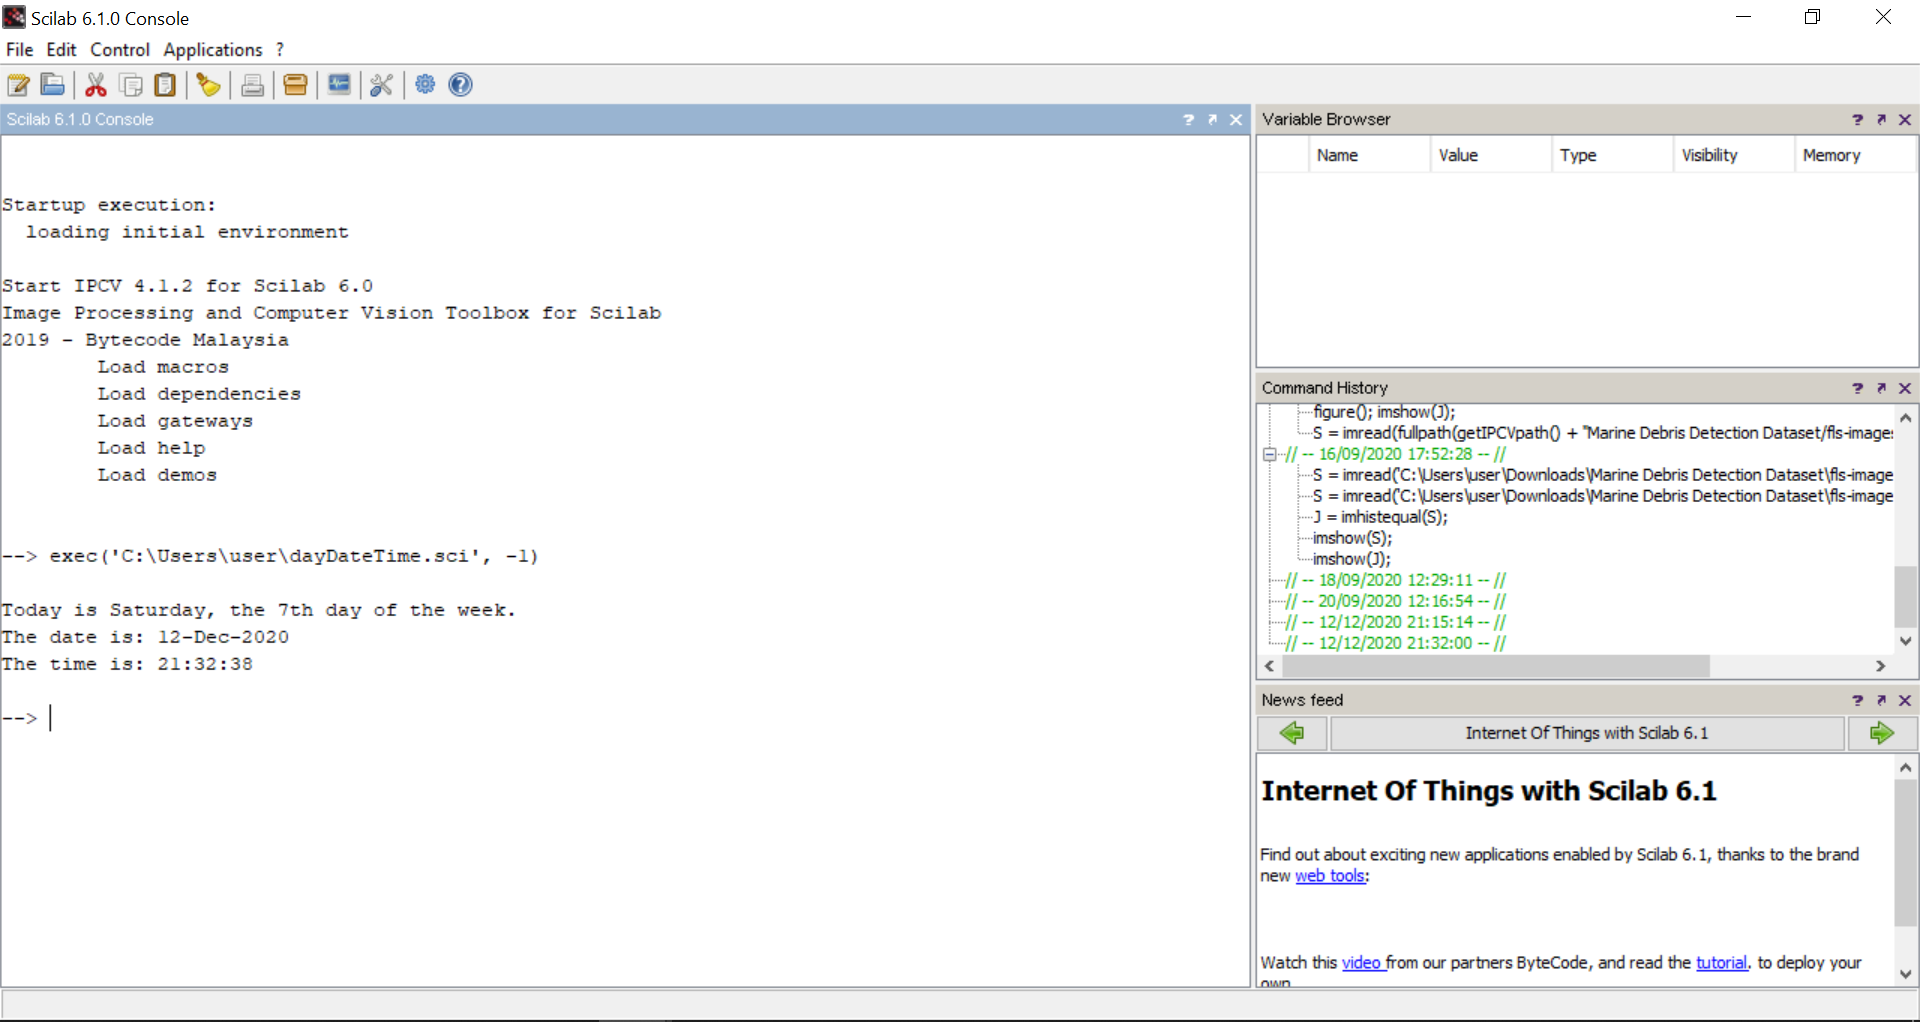 Scilab 6.1.0 Console
File Edit Control Applications ?
Scilab 6.1.0 Console
Startup execution:
loading initial environment
Start IPCV 4.1.2 for Scilab 6.0
Image Processing and Computer Vision Toolbox for Scilab
2019 - Bytecode Malaysia
Load macros
Load dependencies
Load gateways
Load help
Load demos
--> exec('C:\Users\user\dayDateTime.sci', -1)
Today is Saturday, the 7th day of the week.
The date is: 12-Dec-2020
The time is: 21:32:38
-->
Variable Browser
Name Value Type Visibility Memory
Command History
figure(); imshow(J);
S = imread(fullpath(getIPCVpath() + "Marine Debris Detection Dataset/fls-images
// -- 16/09/2020 17:52:28 -- //
S = imread('C:\Users\user\Downloads\Marine Debris Detection Dataset\fls-image
S = imread('C:\Users\user\Downloads\Marine Debris Detection Dataset\fls-image
J = imhistequal(S);
imshow(S);
imshow(J);
// -- 18/09/2020 12:29:11 -- //
// -- 20/09/2020 12:16:54 -- //
// -- 12/12/2020 21:15:14 -- //
// -- 12/12/2020 21:32:00 -- //
News feed
Internet Of Things with Scilab 6.1
Internet Of Things with Scilab 6.1
Find out about exciting new applications enabled by Scilab 6.1, thanks to the brand
new web tools:
Watch this video from our partners ByteCode, and read the tutorial. to deploy your
own